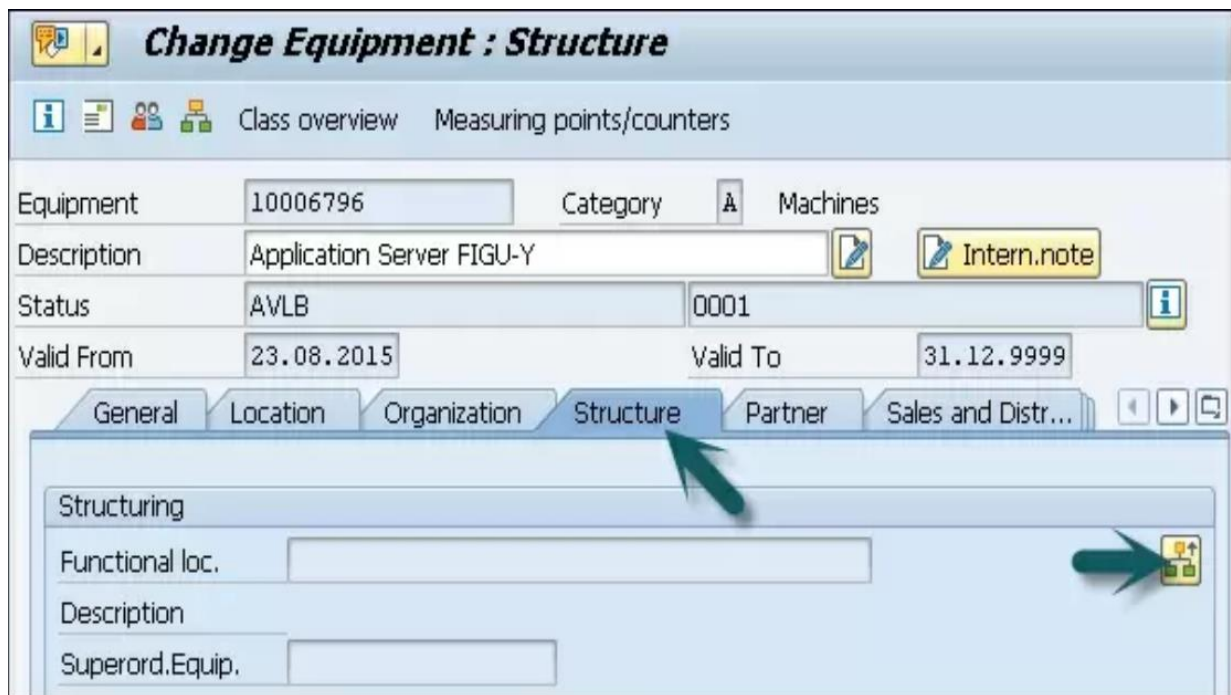 Change Equipment : Structure
Class overview Measuring points/counters
Equipment 10006796 Category A Machines
Description Application Server FIGU-Y Intern.note
Status AVLB 0001
Valid From 23.08.2015 Valid To 31.12.9999
General Location Organization Structure Partner Sales and Distr...
Structuring
Functional loc.
Description
Superord.Equip.